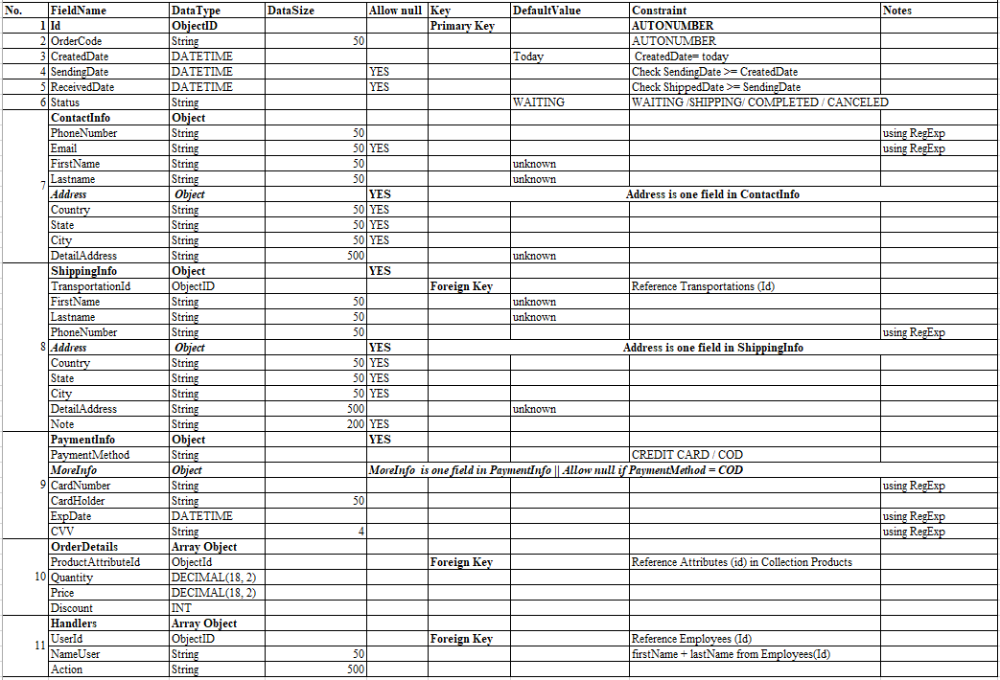 No. FieldName DataType DataSize Allow null Key DefaultValue Constraint Notes
1 Id ObjectID Primary Key AUTONUMBER
2 OrderCode String 50 AUTONUMBER
3 CreatedDate DATETIME Today CreatedDate= today
4 SendingDate DATETIME YES Check SendingDate >= CreatedDate
5 ReceivedDate DATETIME YES Check ShippedDate >= SendingDate
6 Status String WAITING WAITING /SHIPPING/ COMPLETED / CANCELED
ContactInfo Object
PhoneNumber String 50 using RegExp
Email String 50 YES using RegExp
FirstName String 50 unknown
7 Lastname String 50 unknown
Address Object YES Address is one field in ContactInfo
Country String 50 YES
State String 50 YES
City String 50 YES
DetailAddress String 500 unknown
ShippingInfo Object YES
TransportationId ObjectID Foreign Key Reference Transportations (Id)
FirstName String 50 unknown
Lastname String 50 unknown
PhoneNumber String 50 using RegExp
8 Address Object YES Address is one field in ShippingInfo
Country String 50 YES
State String 50 YES
City String 50 YES
DetailAddress String 500 unknown
Note String 200 YES
PaymentInfo Object YES
PaymentMethod String CREDIT CARD / COD
MoreInfo Object MoreInfo is one field in PaymentInfo || Allow null if PaymentMethod = COD
9 CardNumber String using RegExp
CardHolder String 50
ExpDate DATETIME using RegExp
CVV String 4 using RegExp
OrderDetails Array Object
ProductAttributeId ObjectId Foreign Key Reference Attributes (id) in Collection Products
10 Quantity DECIMAL(18, 2)
Price DECIMAL(18, 2)
Discount INT
Handlers Array Object
11 UserId ObjectID Foreign Key Reference Employees (Id)
NameUser String 50 firstName + lastName from Employees(Id)
Action String 500